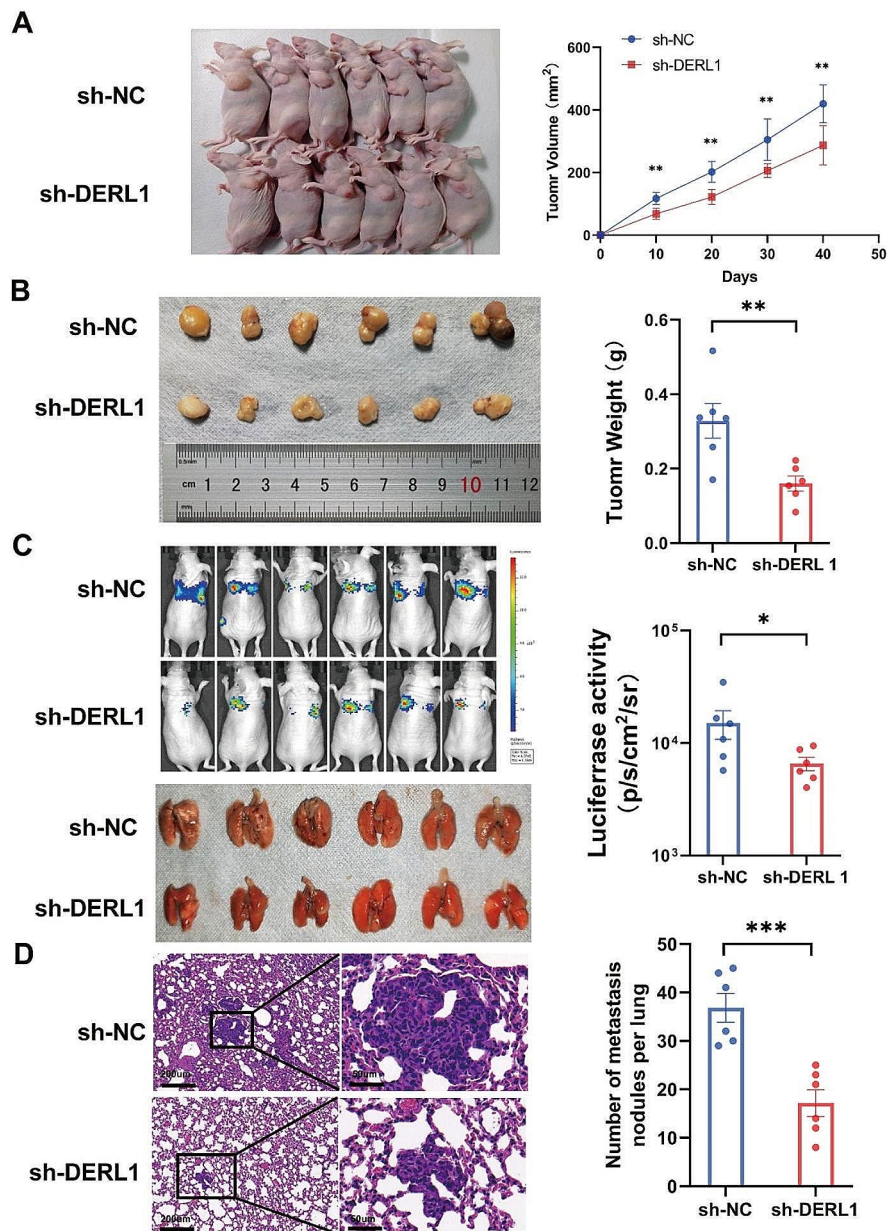 A
sh-NC
sh-DERL1
sh-NC
sh-DERL1
Tuomr Volume (mm²)
600
400
200
0
**
**
**
**
0 10 20 30 40 50
Days
B
sh-NC
sh-DERL1
0.5mm
mm
cm 1 2 3 4 5 6 7 8 9 10 11 12
mm
Tuomr Weight (g)
0.6
0.4
0.2
0.0
**
sh-NC sh-DERL 1
C
sh-NC
sh-DERL1
sh-NC
sh-DERL1
Luciferrase activity
(p/s/cm²/sr)
10⁵
10⁴
10³
*
sh-NC sh-DERL 1
D
sh-NC
200um
50um
sh-DERL1
200um
50um
Number of metastasis
nodules per lung
50
40
30
20
10
0
***
sh-NC sh-DERL1